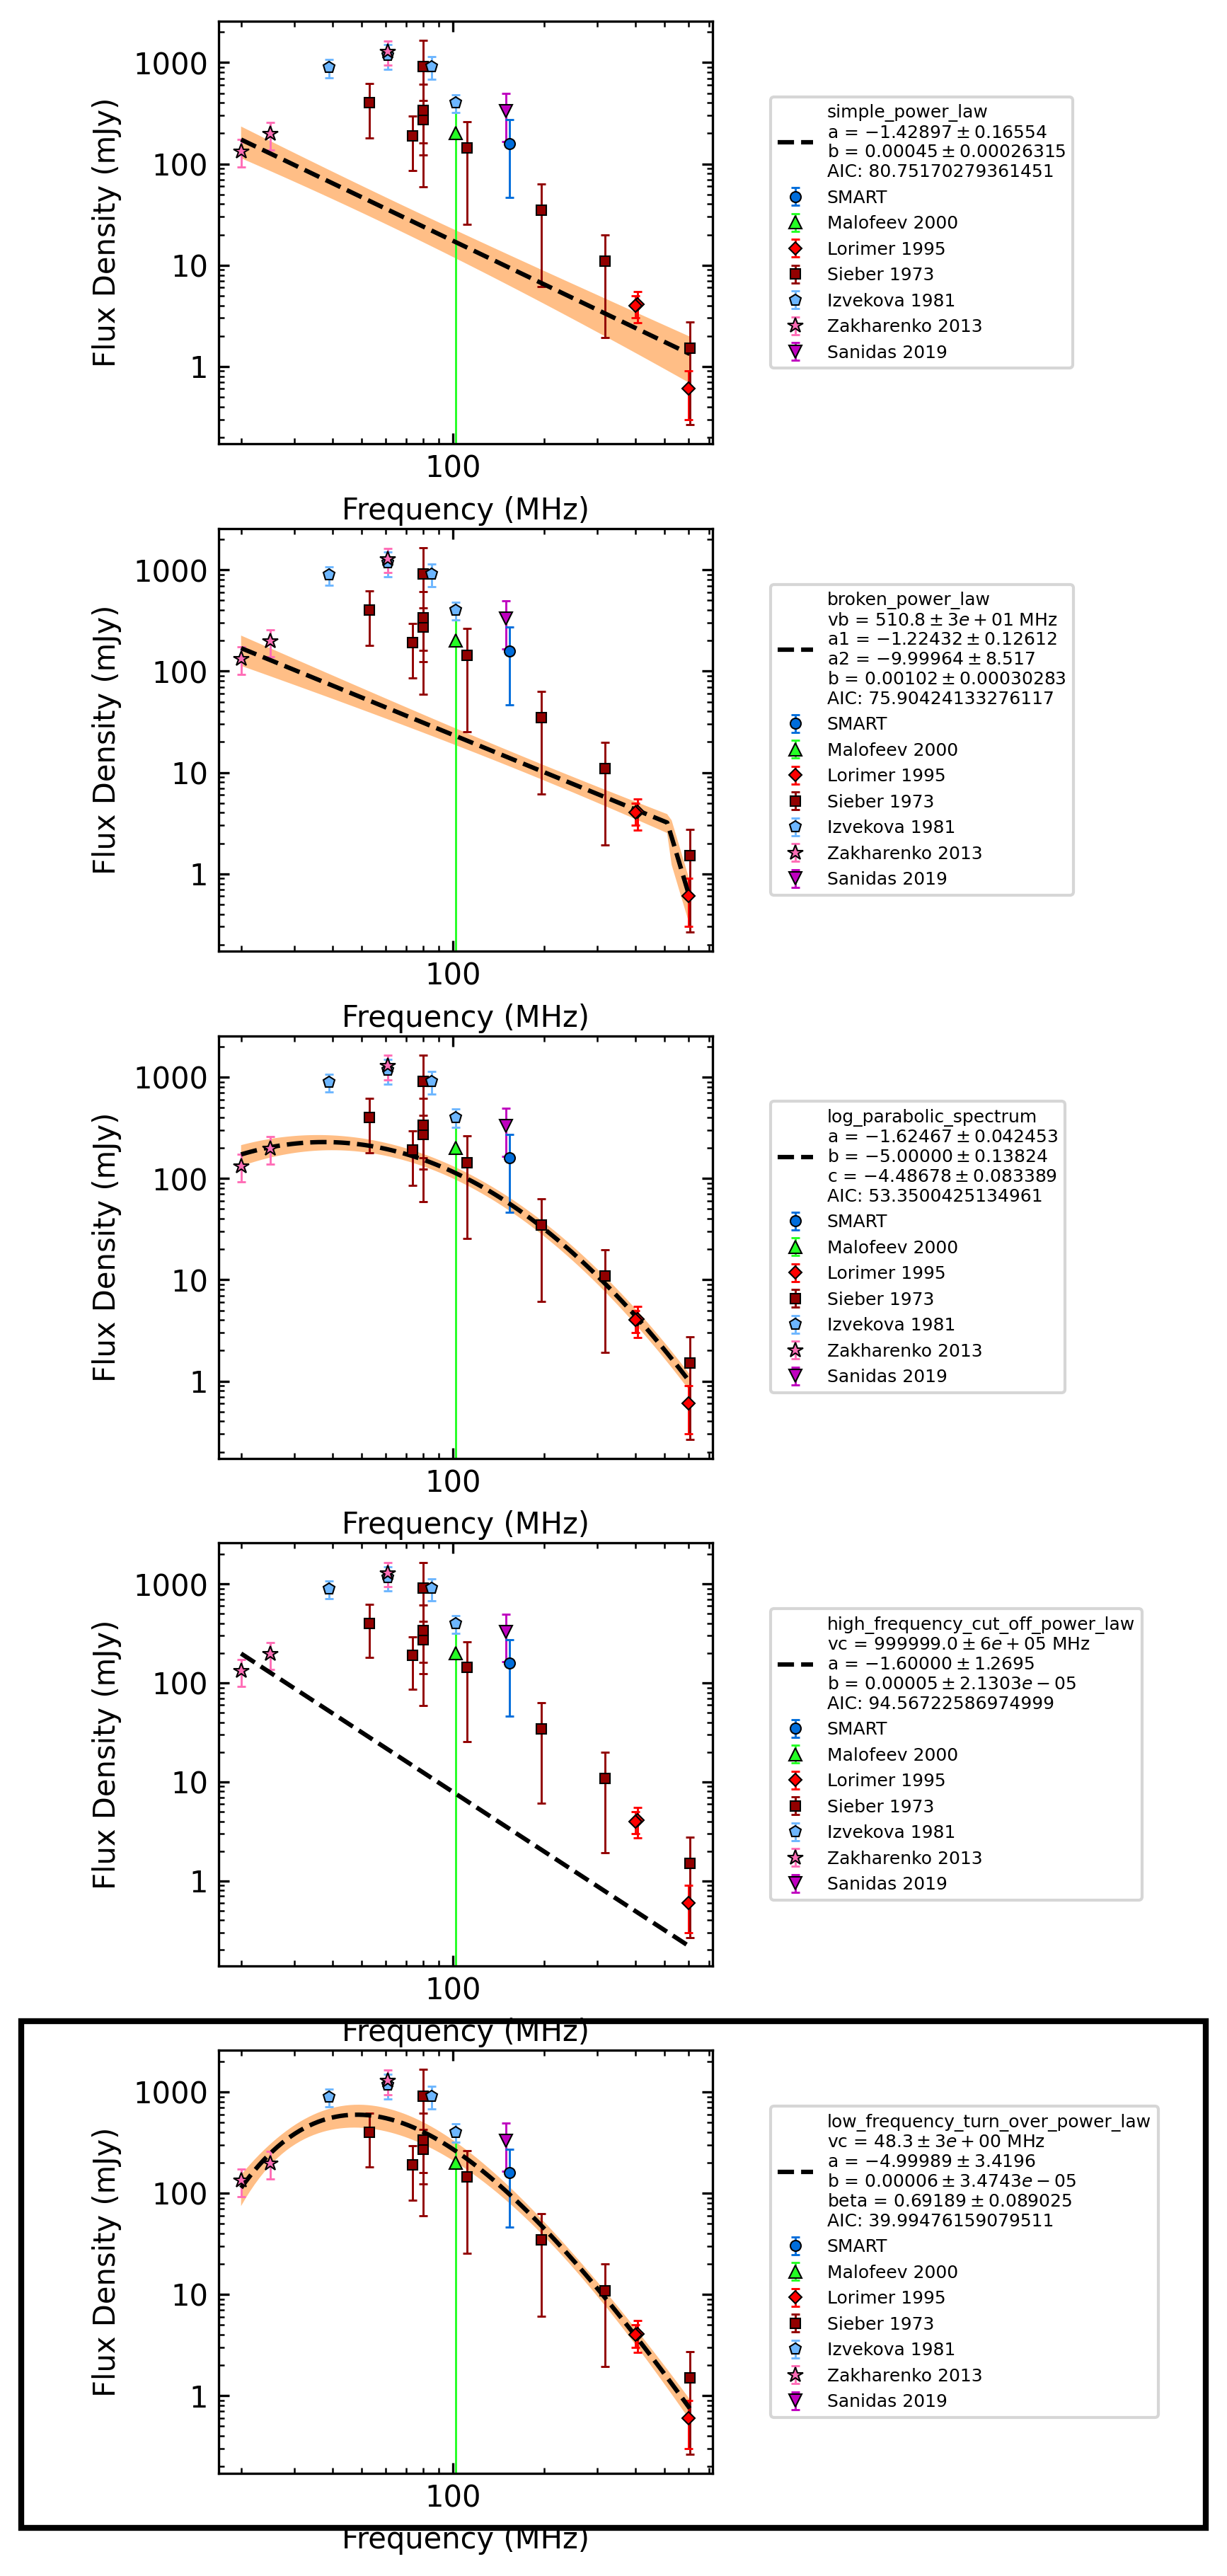 1000
100
10
1
Flux Density (mJy)
100
Frequency (MHz)
simple_power_law
a = −1.42897 ± 0.16554
b = 0.00045 ± 0.00026315
AIC: 80.75170279361451
SMART
Malofeev 2000
Lorimer 1995
Sieber 1973
Izvekova 1981
Zakharenko 2013
Sanidas 2019
1000
100
10
1
Flux Density (mJy)
100
Frequency (MHz)
broken_power_law
vb = 510.8 ± 3e + 01 MHz
a1 = −1.22432 ± 0.12612
a2 = −9.99964 ± 8.517
b = 0.00102 ± 0.00030283
AIC: 75.90424133276117
SMART
Malofeev 2000
Lorimer 1995
Sieber 1973
Izvekova 1981
Zakharenko 2013
Sanidas 2019
1000
100
10
1
Flux Density (mJy)
100
Frequency (MHz)
log_parabolic_spectrum
a = −1.62467 ± 0.042453
b = −5.00000 ± 0.13824
c = −4.48678 ± 0.083389
AIC: 53.3500425134961
SMART
Malofeev 2000
Lorimer 1995
Sieber 1973
Izvekova 1981
Zakharenko 2013
Sanidas 2019
1000
100
10
1
Flux Density (mJy)
100
Frequency (MHz)
high_frequency_cut_off_power_law
vc = 999999.0 ± 6e + 05 MHz
a = −1.60000 ± 1.2695
b = 0.00005 ± 2.1303e − 05
AIC: 94.56722586974999
SMART
Malofeev 2000
Lorimer 1995
Sieber 1973
Izvekova 1981
Zakharenko 2013
Sanidas 2019
1000
100
10
1
Flux Density (mJy)
100
Frequency (MHz)
low_frequency_turn_over_power_law
vc = 48.3 ± 3e + 00 MHz
a = −4.99989 ± 3.4196
b = 0.00006 ± 3.4743e − 05
beta = 0.69189 ± 0.089025
AIC: 39.99476159079511
SMART
Malofeev 2000
Lorimer 1995
Sieber 1973
Izvekova 1981
Zakharenko 2013
Sanidas 2019